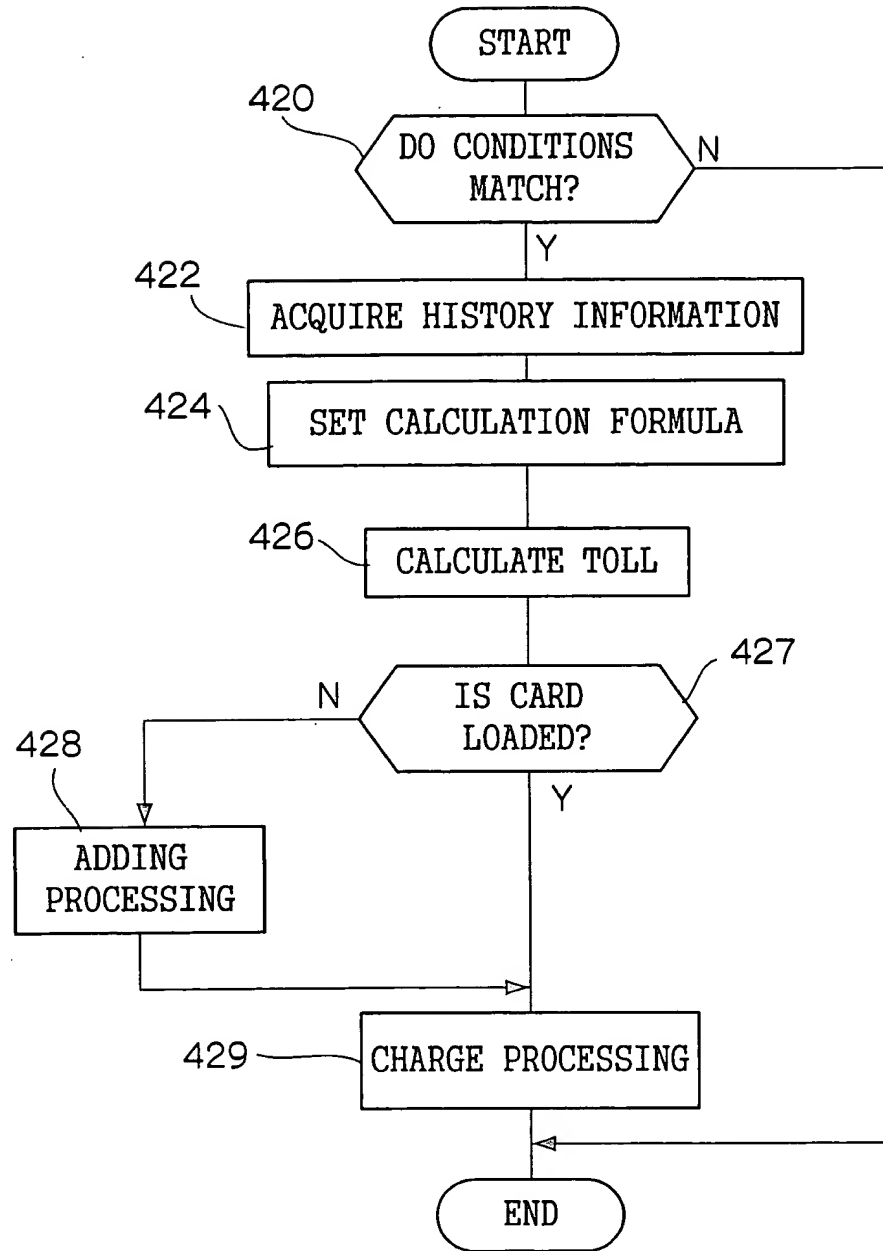 START
420
DO CONDITIONS
MATCH?
N
Y
422
ACQUIRE HISTORY INFORMATION
424
SET CALCULATION FORMULA
426
CALCULATE TOLL
427
N
IS CARD
LOADED?
Y
428
ADDING
PROCESSING
429
CHARGE PROCESSING
END